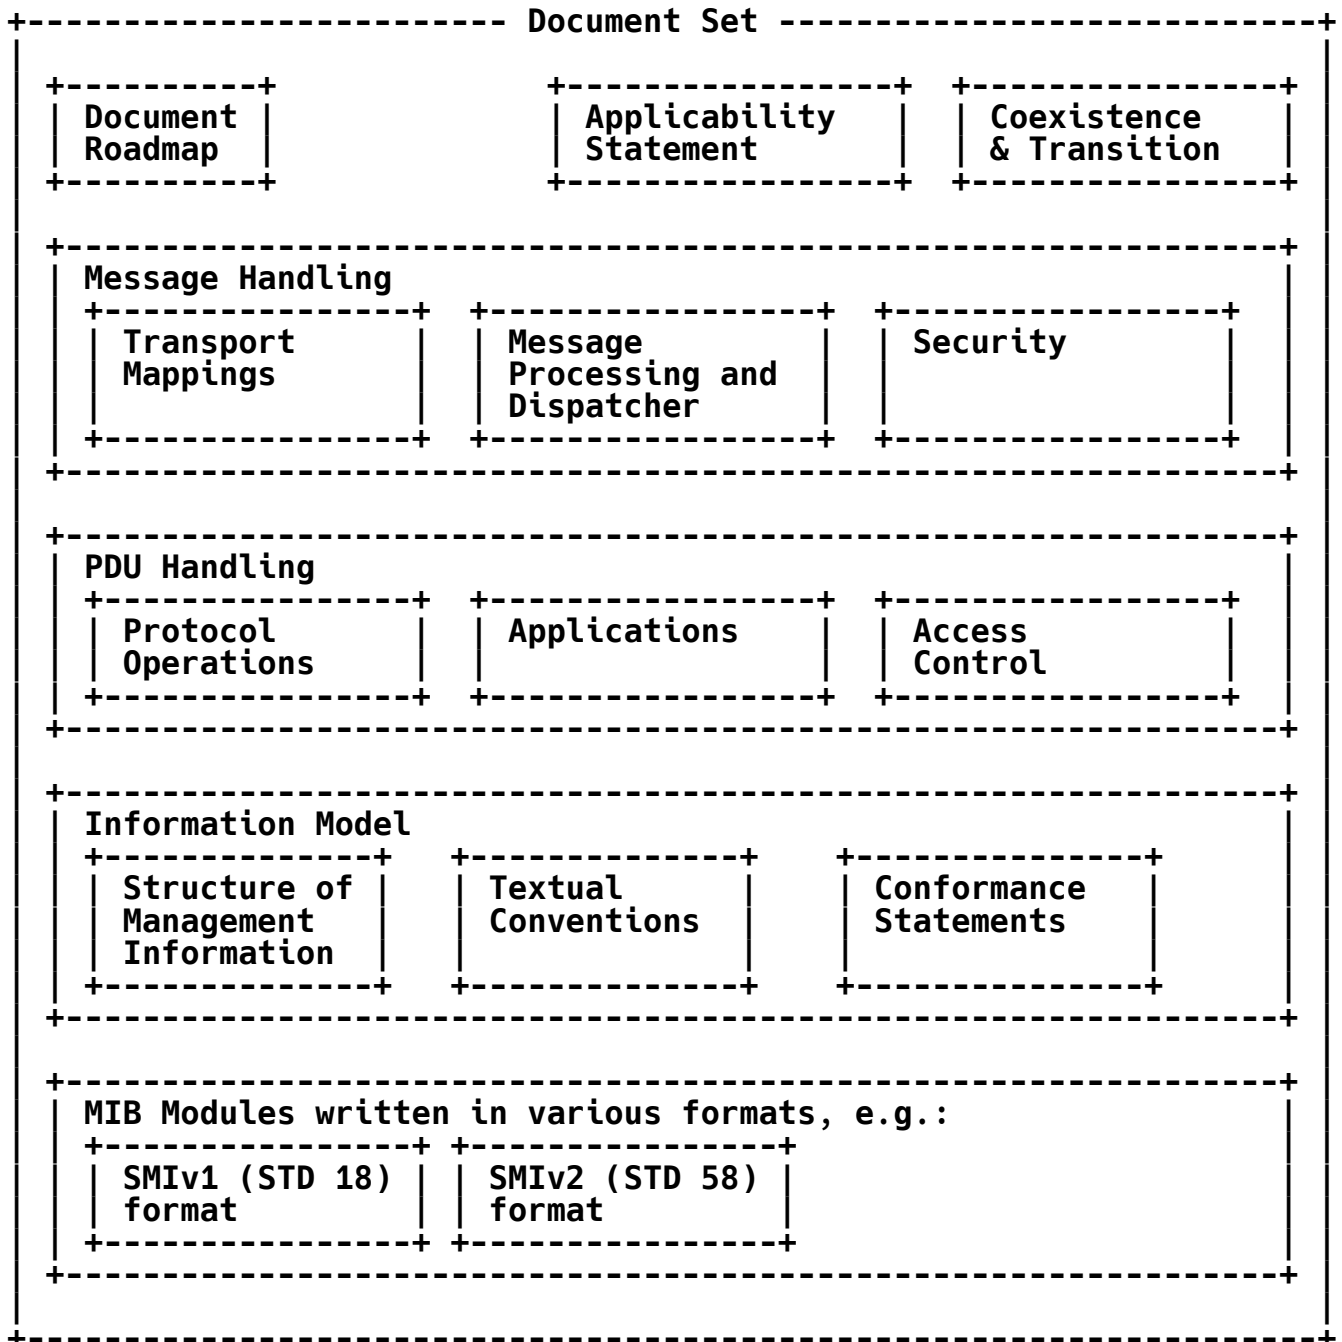 Document Set
Document Applicability Coexistence
Roadmap Statement & Transition
Message Handling
Transport Message Security
Mappings Processing and
Dispatcher
PDU Handling
Protocol Applications Access
Operations Control
Information Model
Structure of Textual Conformance
Management Conventions Statements
Information
MIB Modules written in various formats, e.g.:
SMIv1 (STD 18) SMIv2 (STD 58)
format format